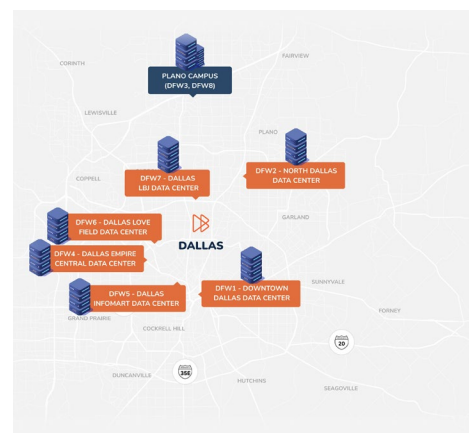 FAIRVIEW
CORINTH
PLANO CAMPUS
(DFW3, DFW8)
LEWISVILLE
PLANO
DFW7 - DALLAS
LBJ DATA CENTER
DFW2 - NORTH DALLAS
DATA CENTER
COPPELL
DFW6 - DALLAS LOVE
FIELD DATA CENTER
GARLAND
DALLAS
DFW4 - DALLAS EMPIRE
CENTRAL DATA CENTER
SUNNYVALE
DFW5 - DALLAS
INFOMART DATA CENTER
DFW1 - DOWNTOWN
DALLAS DATA CENTER
FORNEY
GRAND PRAIRIE
COCKRELL HILL
20
DUNCANVILLE
35E
HUTCHINS
SEAGOVILLE